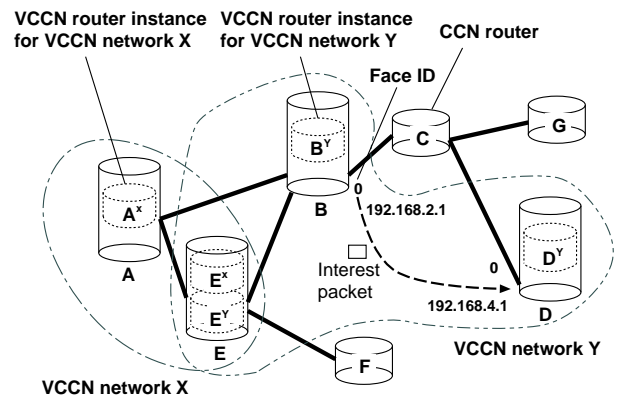 VCCN router instance
for VCCN network X
VCCN router instance
for VCCN network Y
CCN router
Face ID
B^Y
C
G
A^x
0
B
192.168.2.1
A
E^x
Interest
packet
0
D^Y
E^Y
192.168.4.1
D
E
VCCN network Y
F
VCCN network X